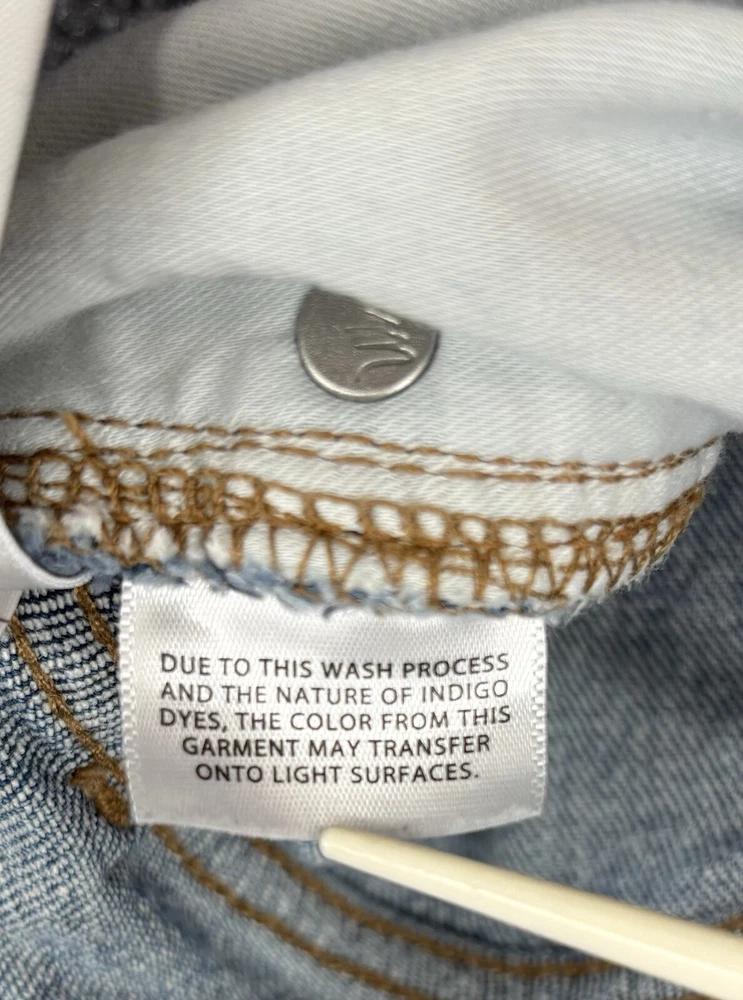 DUE TO THIS WASH PROCESS
AND THE NATURE OF INDIGO
DYES, THE COLOR FROM THIS
GARMENT MAY TRANSFER
ONTO LIGHT SURFACES.